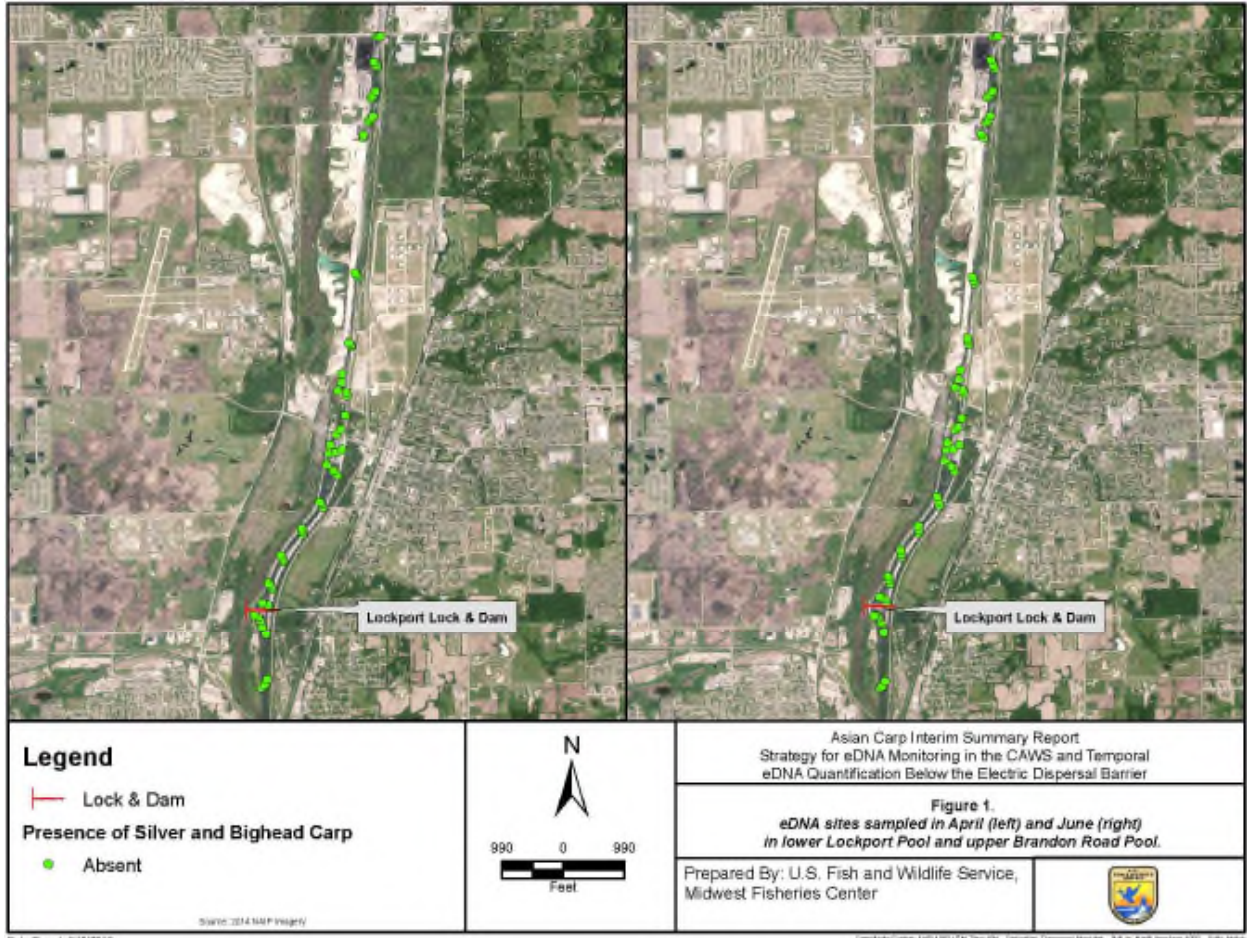 Lockport Lock & Dam
Lockport Lock & Dam
Legend
Lock & Dam
Presence of Silver and Bighead Carp
Absent
Source: 2014 NAIP Imagery
N
990 0 990
Feet
Asian Carp Interim Summary Report
Strategy for eDNA Monitoring in the CAWS and Temporal
eDNA Quantification Below the Electric Dispersal Barrier
Figure 1.
eDNA sites sampled in April (left) and June (right)
in lower Lockport Pool and upper Brandon Road Pool.
Prepared By: U.S. Fish and Wildlife Service,
Midwest Fisheries Center